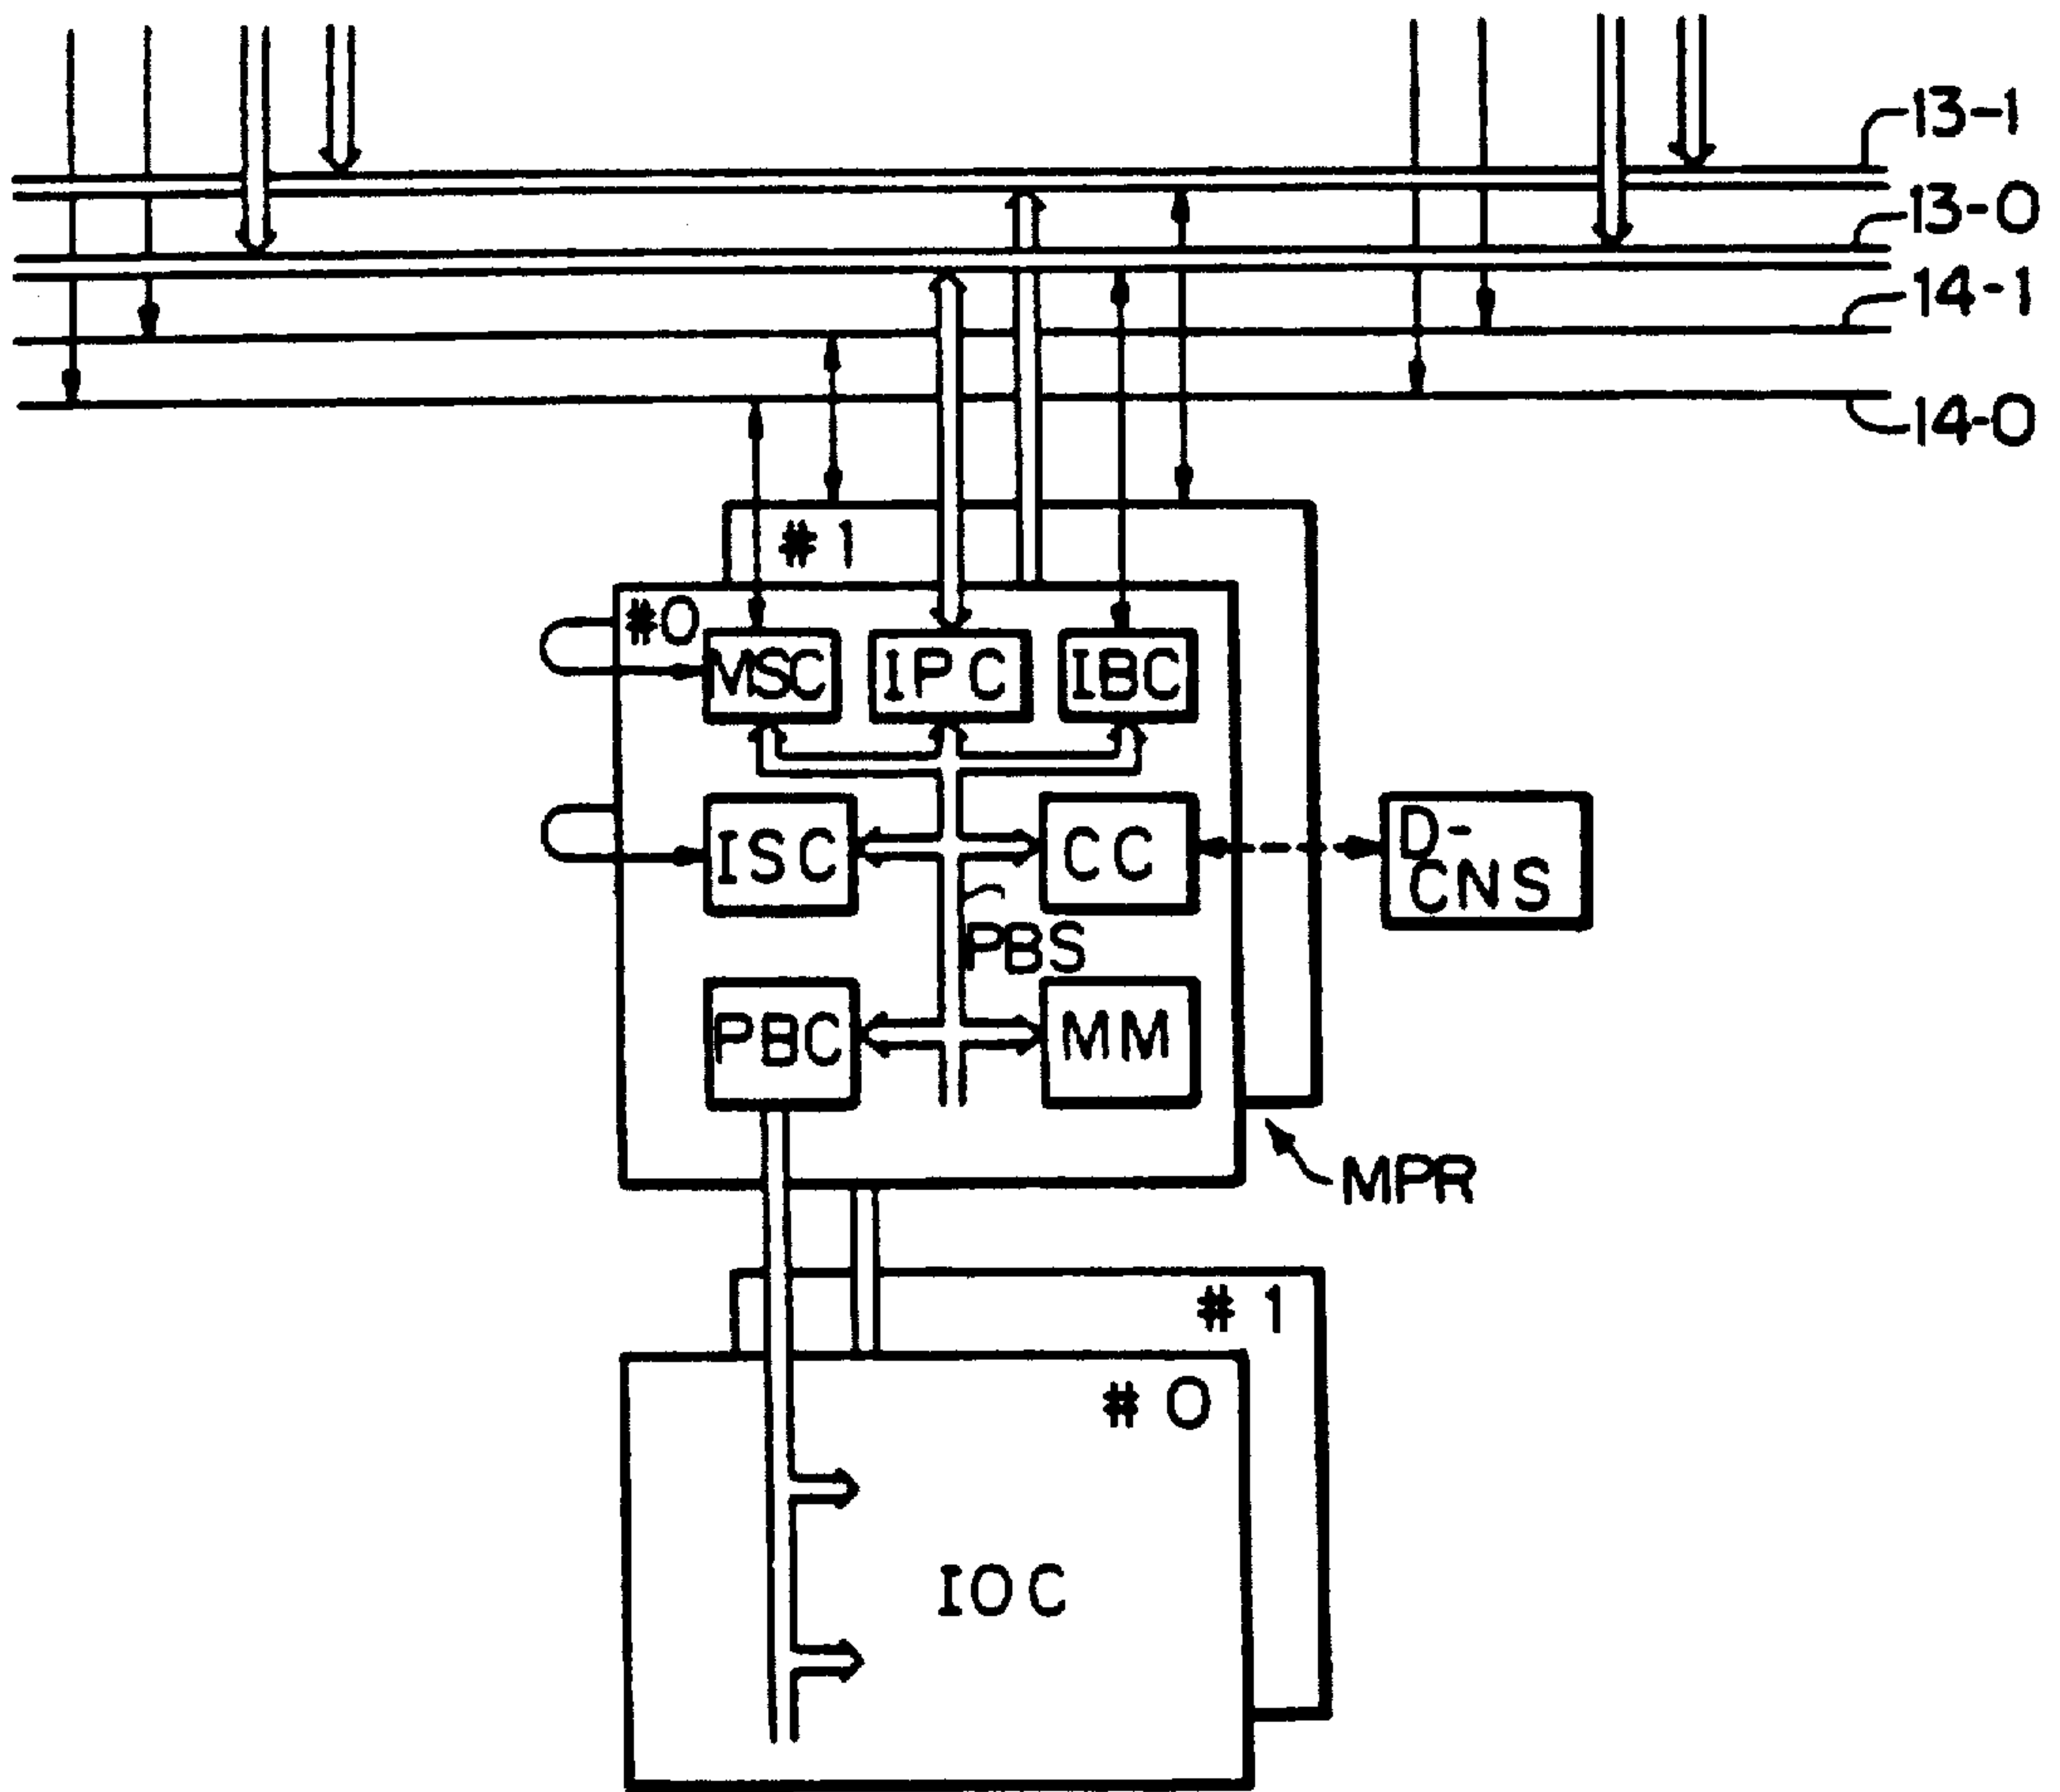 13-1
13-0
14-1
14-0
#1
#0
MSC
IPC
IBC
ISC
CC
D-
CNS
PBS
PBC
MM
MPR
#1
#0
IOC